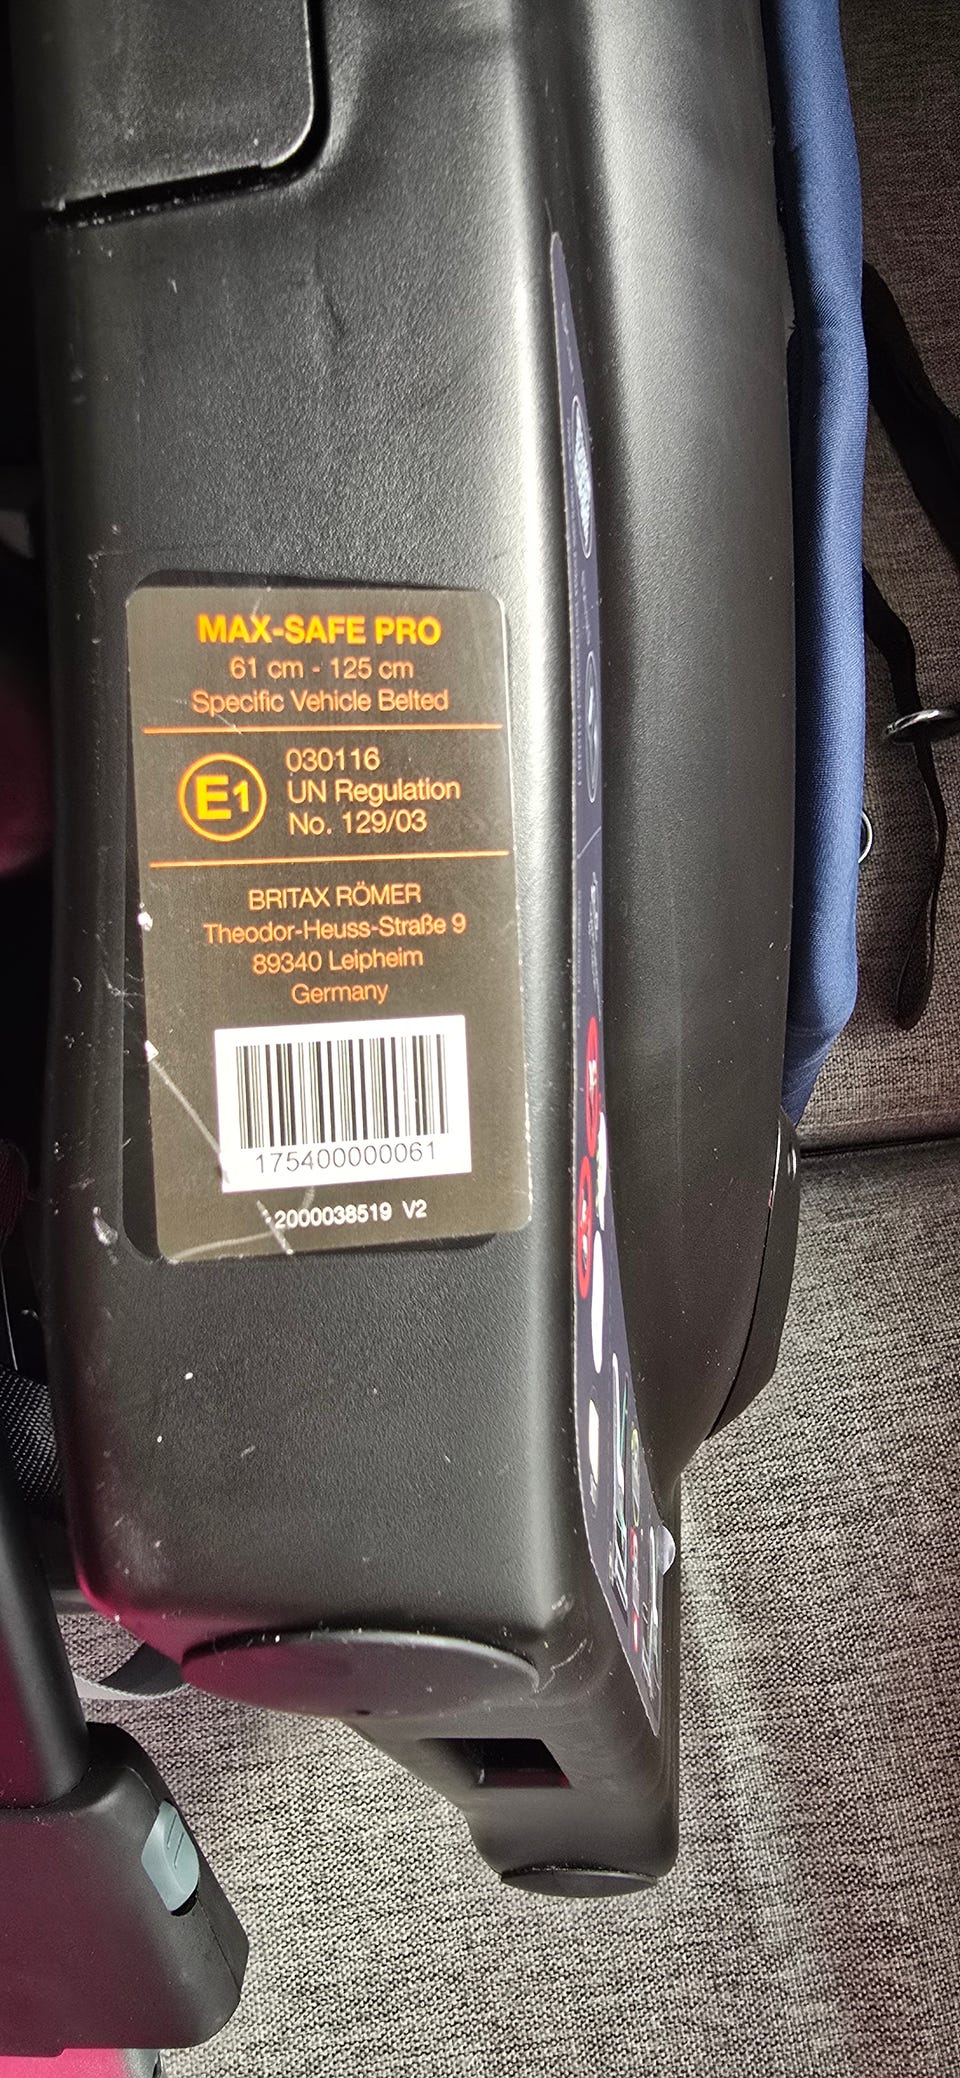 MAX-SAFE PRO
61 cm - 125 cm
Specific Vehicle Belted
E1
030116
UN Regulation
No. 129/03
BRITAX RÖMER
Theodor-Heuss-Straße 9
89340 Leipheim
Germany
175400000061
2000038519 V2